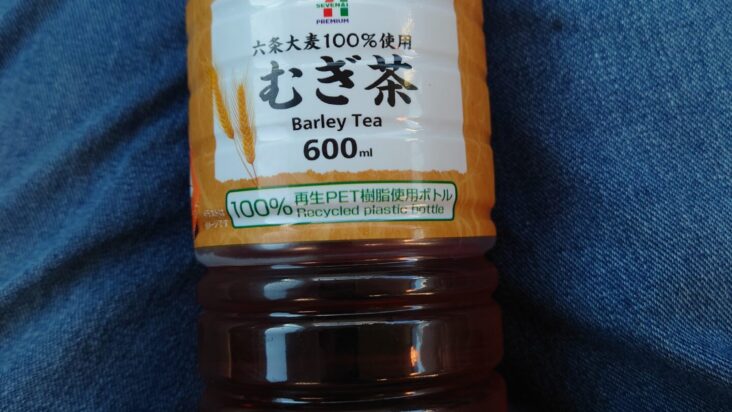 SEVEN&i
PREMIUM
六条大麦100%使用
むぎ茶
Barley Tea
600ml
100% 再生PET樹脂使用ボトル
Recycled plastic bottle